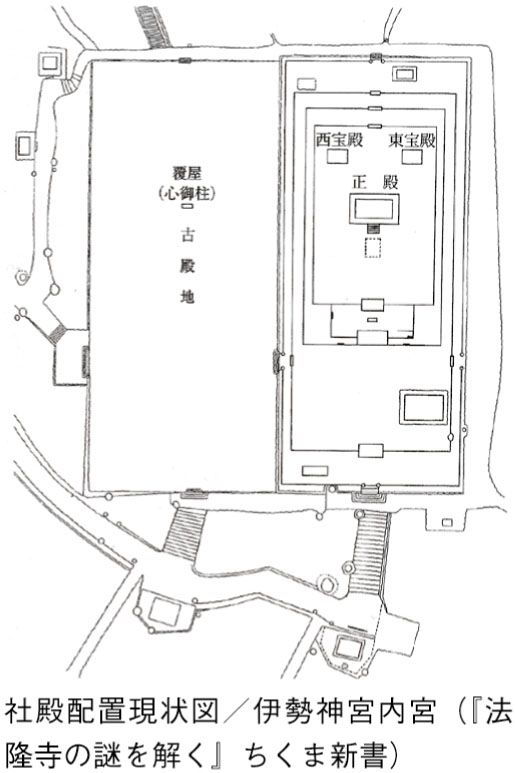 西宝殿
東宝殿
正殿
覆屋
(心御柱)
古殿地
社殿配置現状図／伊勢神宮内宮（『法
隆寺の謎を解く』ちくま新書）